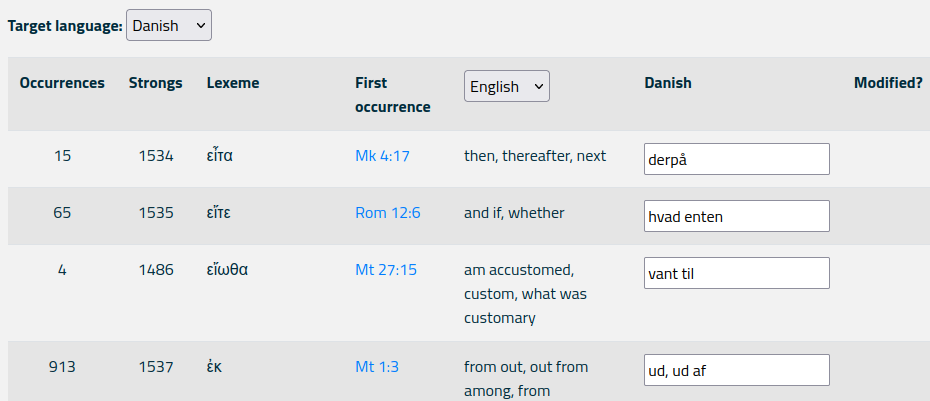 Target language: Danish
Occurrences Strongs Lexeme First occurrence English Danish Modified?
15 1534 εἶτα Mk 4:17 then, thereafter, next derpå
65 1535 εἴτε Rom 12:6 and if, whether hvad enten
4 1486 εἴωθα Mt 27:15 am accustomed, custom, what was customary vant til
913 1537 ἐκ Mt 1:3 from out, out from among, from ud, ud af